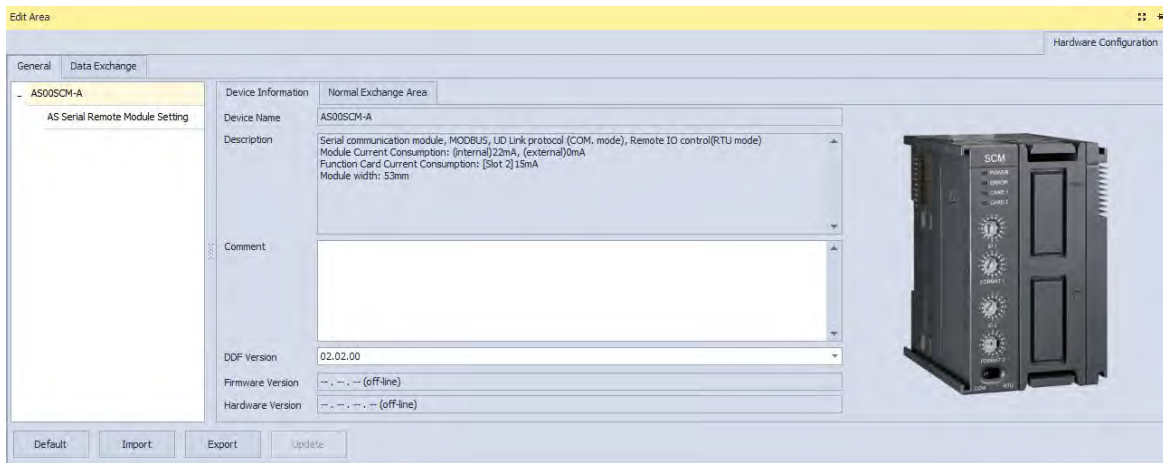 Edit Area
Hardware Configuration
General Data Exchange
AS00SCM-A
AS Serial Remote Module Setting
Device Information Normal Exchange Area
Device Name AS00SCM-A
Description Serial communication module, MODBUS, UD Link protocol (COM. mode), Remote IO control(RTU mode)
Module Current Consumption: (internal)22mA, (external)0mA
Function Card Current Consumption: [Slot 2]15mA
Module width: 53mm
Comment
DDF Version 02.02.00
Firmware Version -- . -- . -- (off-line)
Hardware Version -- . -- . -- (off-line)
Default Import Export Update
SCM
POWER
ERROR
CARD 1
CARD 2
ID 1
FORMAT 1
ID 2
FORMAT 2
COM RTU